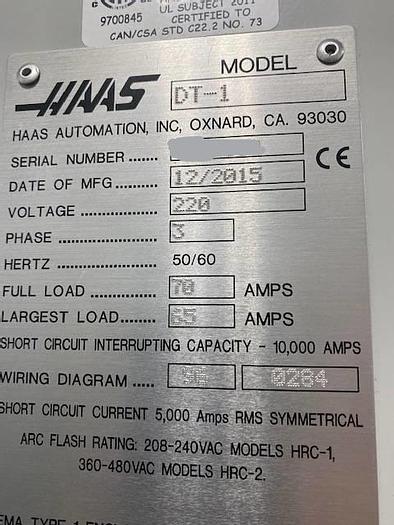 UL SUBJECT 2011
9700845 CERTIFIED TO
CAN/CSA STD C22.2 NO. 73
MODEL
HAAS DT-1
HAAS AUTOMATION, INC, OXNARD, CA. 93030
SERIAL NUMBER .......
DATE OF MFG ........... 12/2015 CE
VOLTAGE .................. 220
PHASE ...................... 3
HERTZ ...................... 50/60
FULL LOAD .............. 70 AMPS
LARGEST LOAD....... 65 AMPS
SHORT CIRCUIT INTERRUPTING CAPACITY - 10,000 AMPS
WIRING DIAGRAM ..... 96 0284
SHORT CIRCUIT CURRENT 5,000 Amps RMS SYMMETRICAL
ARC FLASH RATING: 208-240VAC MODELS HRC-1,
360-480VAC MODELS HRC-2.